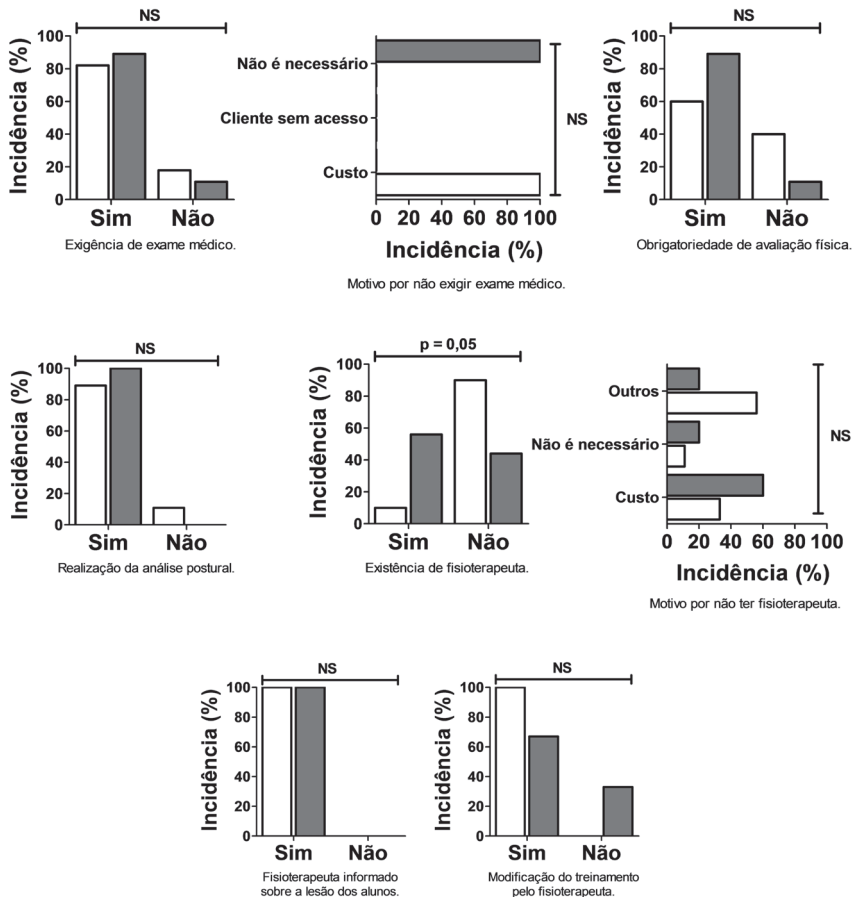 NS
Incidência (%)
100
80
60
40
20
0
Sim Não
Exigência de exame médico.
Não é necessário
Cliente sem acesso
Custo
NS
0 20 40 60 80 100
Incidência (%)
Motivo por não exigir exame médico.
NS
Incidência (%)
100
80
60
40
20
0
Sim Não
Obrigatoriedade de avaliação física.
NS
Incidência (%)
100
80
60
40
20
0
Sim Não
Realização da análise postural.
p = 0,05
Incidência (%)
100
80
60
40
20
0
Sim Não
Existência de fisioterapeuta.
Outros
Não é necessário
Custo
NS
0 20 40 60 80 100
Incidência (%)
Motivo por não ter fisioterapeuta.
NS
Incidência (%)
100
80
60
40
20
0
Sim Não
Fisioterapeuta informado
sobre a lesão dos alunos.
NS
Incidência (%)
100
80
60
40
20
0
Sim Não
Modificação do treinamento
pelo fisioterapeuta.